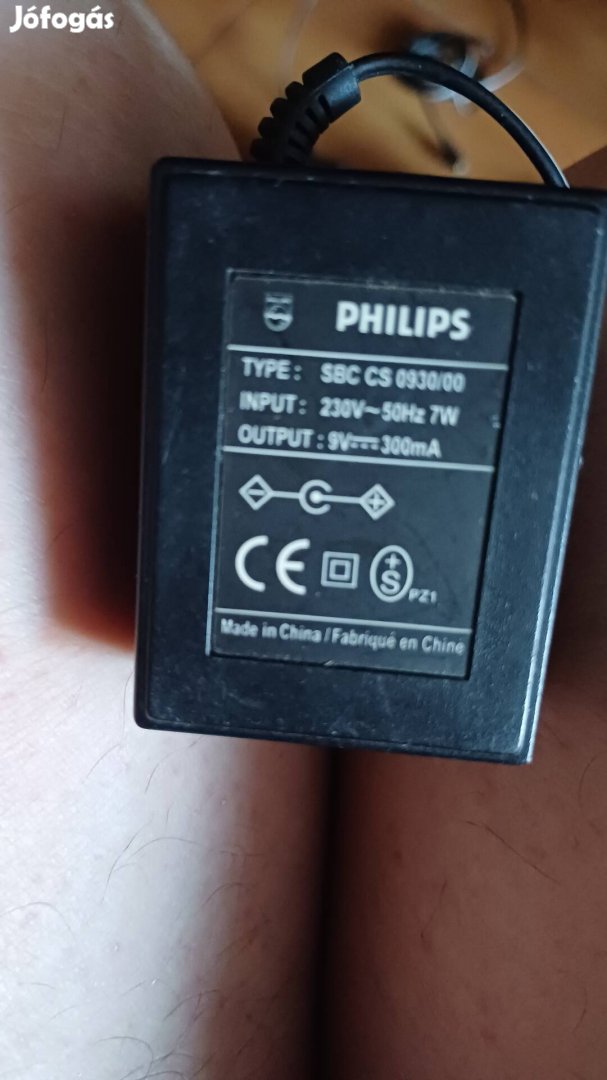 Jófogás
PHILIPS
TYPE : SBC CS 0930/00
INPUT : 230V~50Hz 7W
OUTPUT : 9V⎓300mA
- C +
CE +S PZ1
Made in China / Fabriqué en Chine